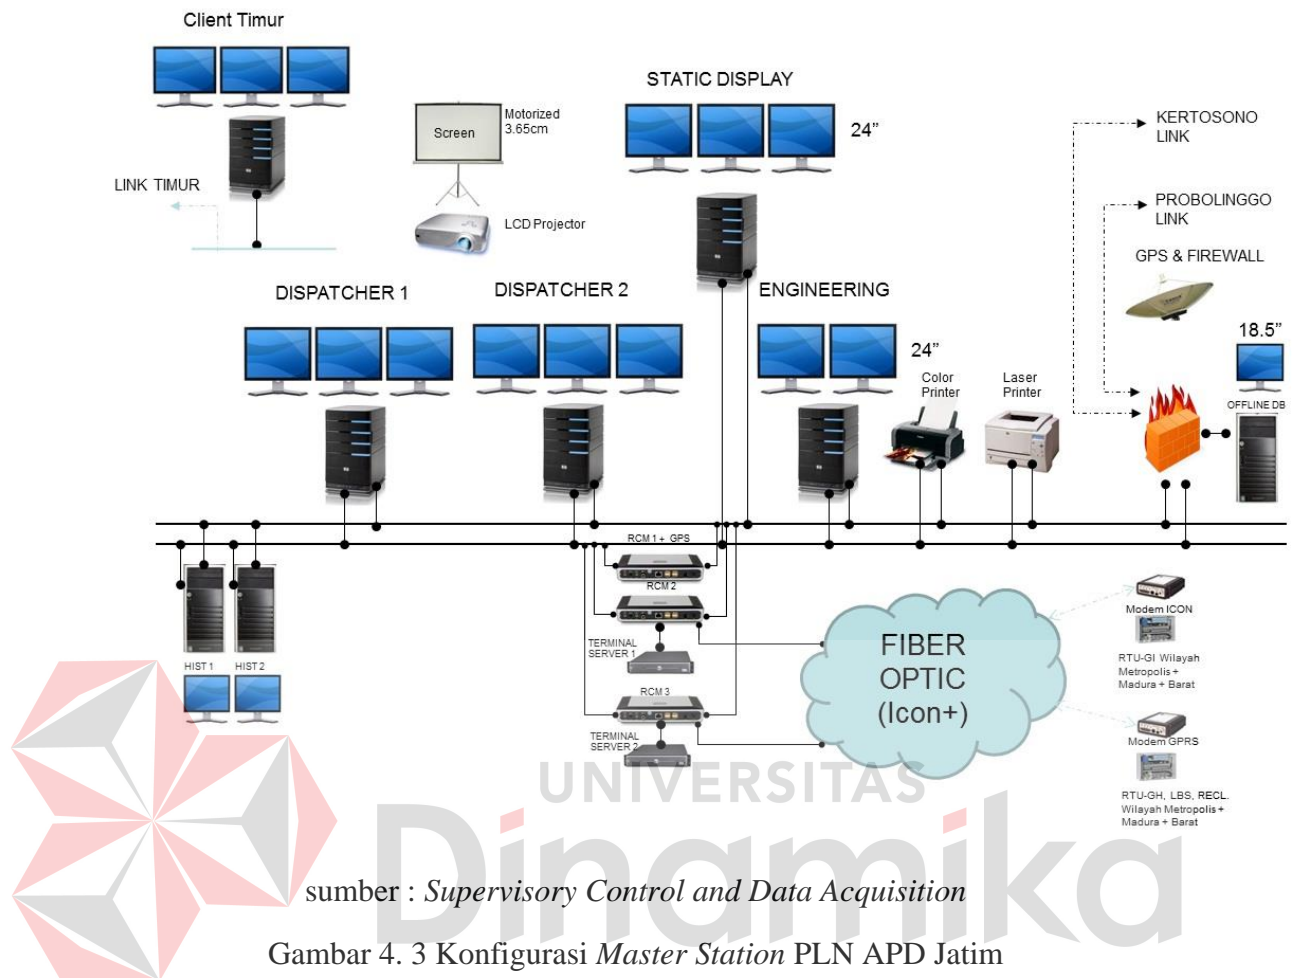 Client Timur
STATIC DISPLAY
Motorized
3.65cm
Screen
24”
KERTOSONO
LINK
LINK TIMUR
PROBOLINGGO
LINK
LCD Projector
GPS & FIREWALL
DISPATCHER 1
DISPATCHER 2
ENGINEERING
18.5”
24”
Color
Printer
Laser
Printer
OFFLINE DB
RCM 1 + GPS
RCM 2
Modem ICON
TERMINAL
SERVER 1
FIBER
OPTIC
(Icon+)
RTU-GI Wilayah
Metropolis +
Madura + Barat
HIST 1
HIST 2
RCM 3
TERMINAL
SERVER 2
Modem GPRS
RTU-GH, LBS, RECL.
Wilayah Metropolis +
Madura + Barat
UNIVERSITAS
Dinamika
sumber : Supervisory Control and Data Acquisition
Gambar 4. 3 Konfigurasi Master Station PLN APD Jatim